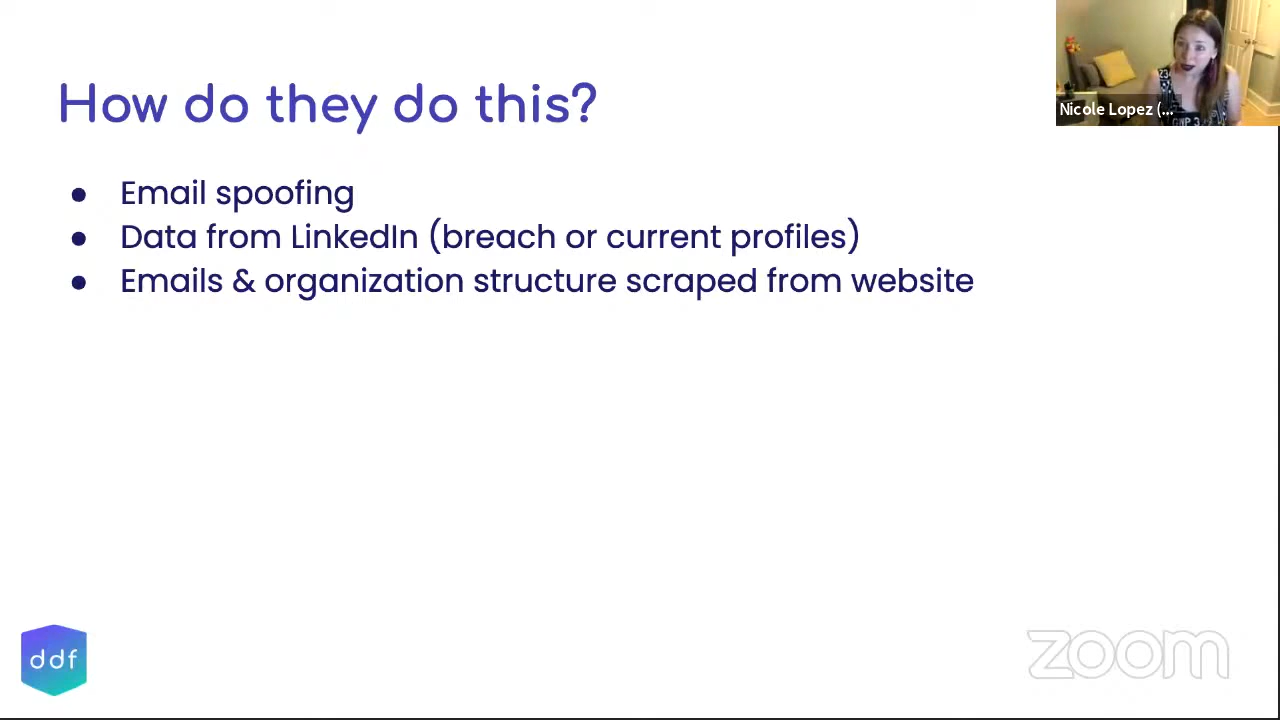 How do they do this?
Nicole Lopez (...
● Email spoofing
● Data from LinkedIn (breach or current profiles)
● Emails & organization structure scraped from website
ddf
zoom